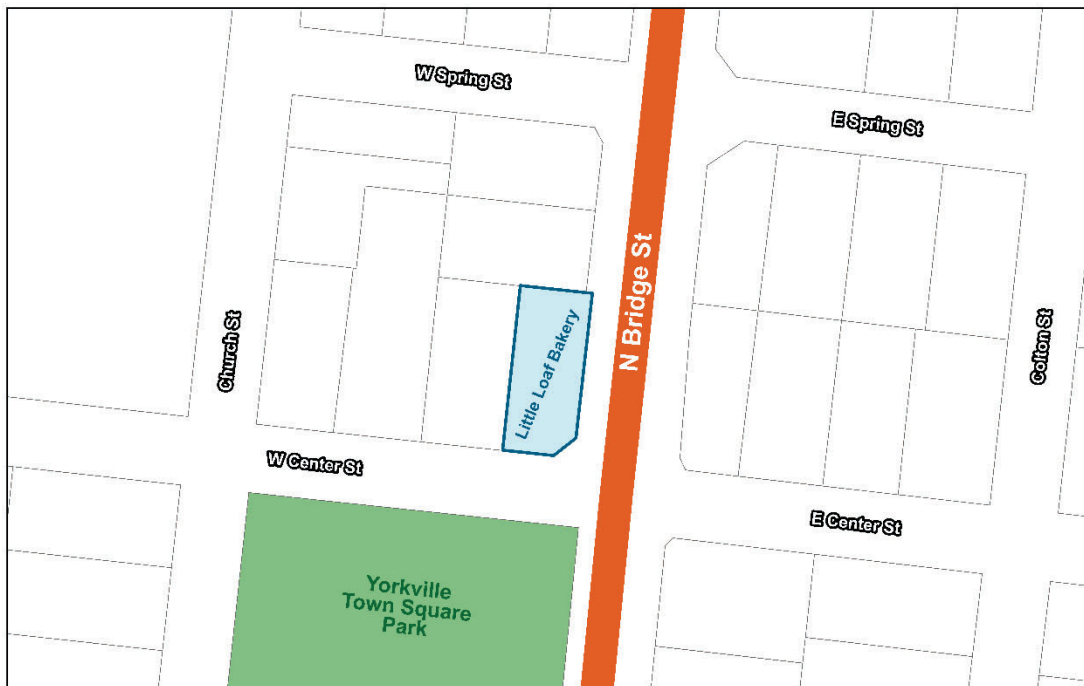 W Spring St
E Spring St
N Bridge St
Little Loaf Bakery
Church St
Colton St
W Center St
E Center St
Yorkville
Town Square
Park